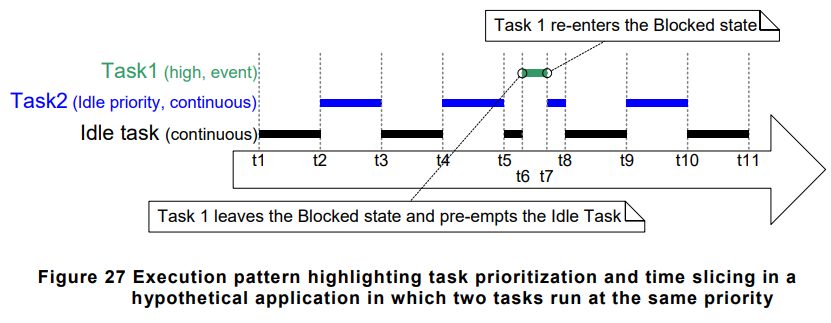 Task 1 re-enters the Blocked state
Task1 (high, event)
Task2 (Idle priority, continuous)
Idle task (continuous)
t1 t2 t3 t4 t5 t8 t9 t10 t11
t6 t7
Task 1 leaves the Blocked state and pre-empts the Idle Task
Figure 27 Execution pattern highlighting task prioritization and time slicing in a
hypothetical application in which two tasks run at the same priority